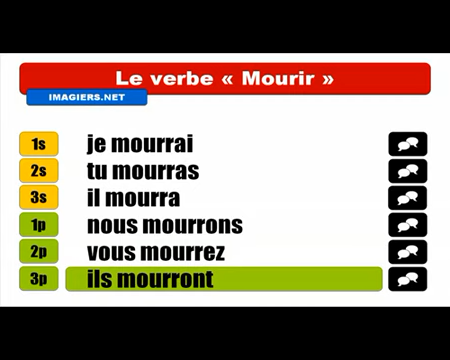 Le verbe « Mourir »
IMAGIERS.NET
1s je mourrai
2s tu mourras
3s il mourra
1p nous mourrons
2p vous mourrez
3p ils mourront